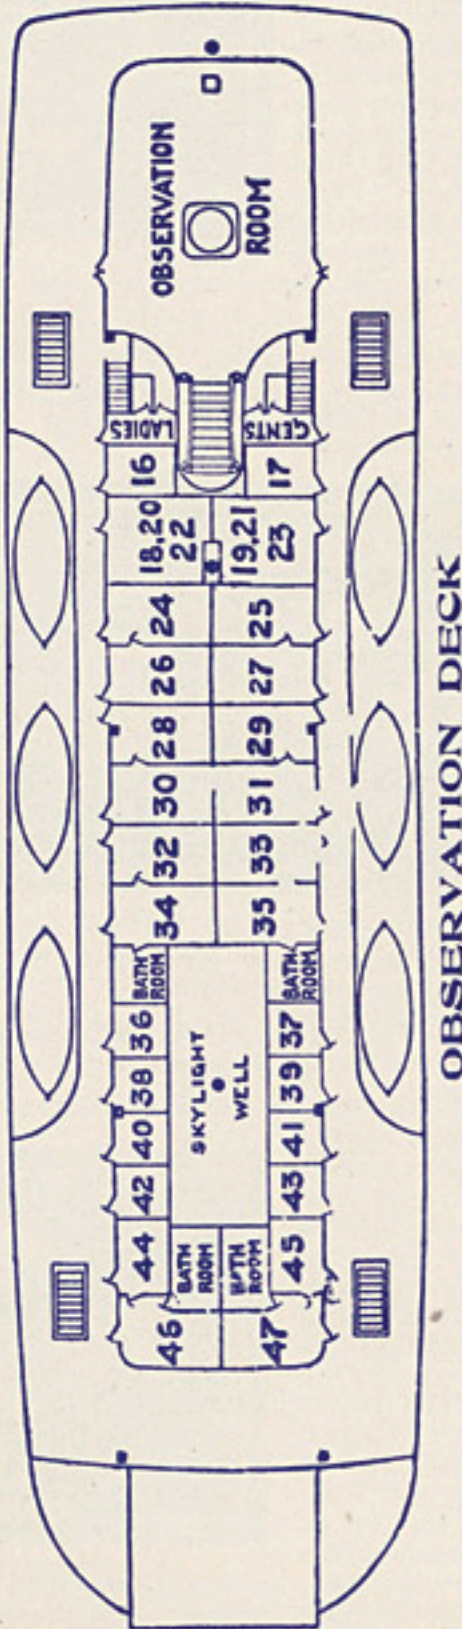 OBSERVATION
ROOM
LADIES
GENTS
16
17
18, 20
22
19, 21
23
24
25
26
27
28
29
30
31
32
33
34
35
BATH
ROOM
BATH
ROOM
SKYLIGHT
WELL
36
37
38
39
40
41
42
43
44
45
BATH
ROOM
BATH
ROOM
46
47
OBSERVATION DECK